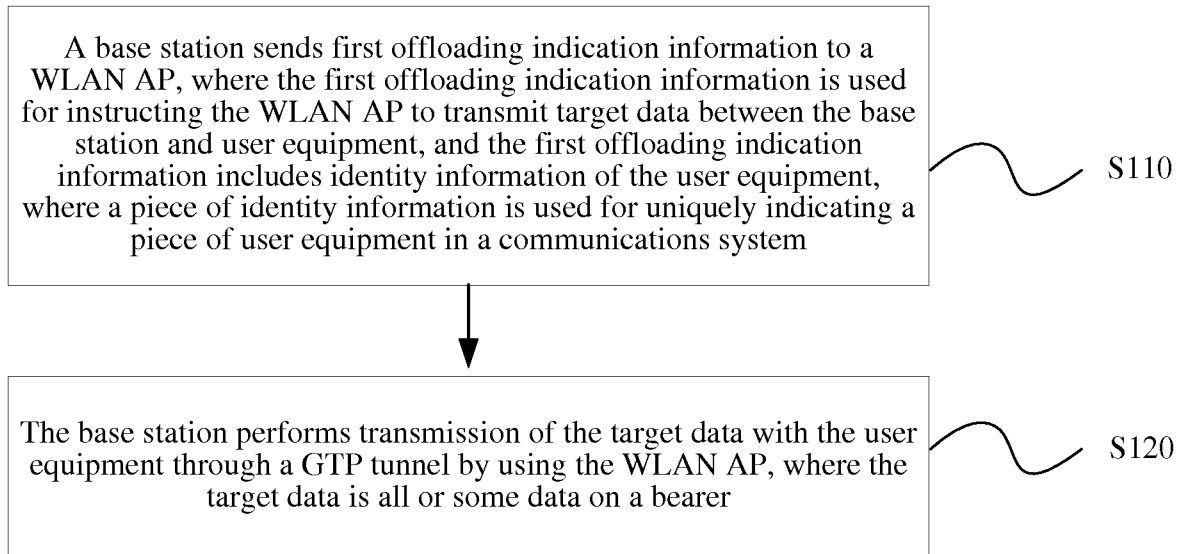 A base station sends first offloading indication information to a
WLAN AP, where the first offloading indication information is used
for instructing the WLAN AP to transmit target data between the base
station and user equipment, and the first offloading indication
information includes identity information of the user equipment,
where a piece of identity information is used for uniquely indicating a
piece of user equipment in a communications system
S110
The base station performs transmission of the target data with the user
equipment through a GTP tunnel by using the WLAN AP, where the
target data is all or some data on a bearer
S120